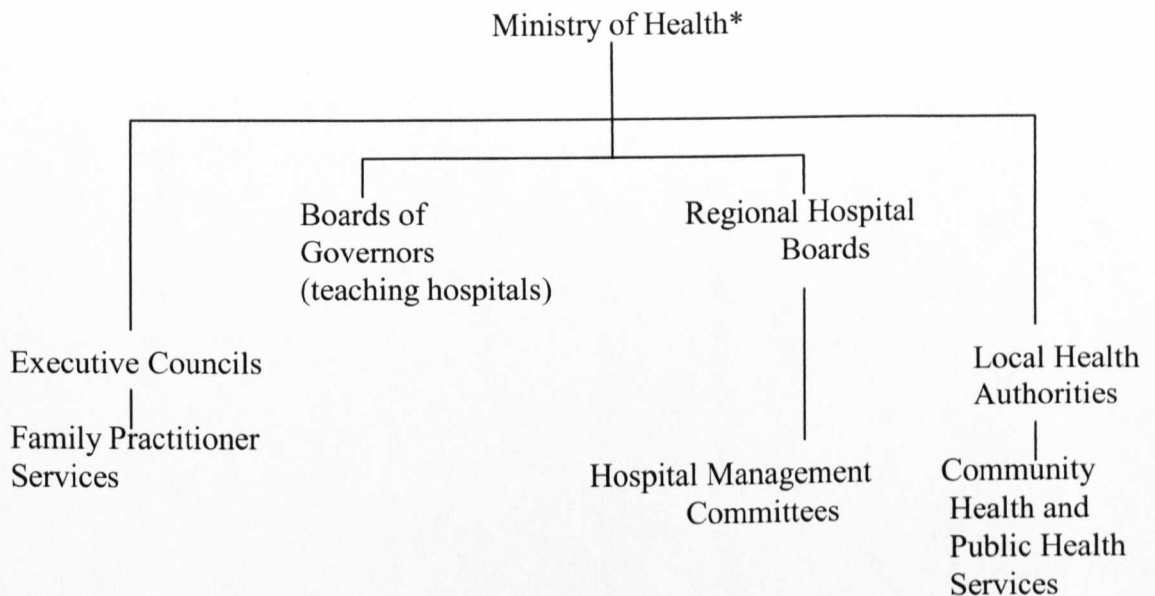 Ministry of Health*
Boards of
Governors
(teaching hospitals)
Regional Hospital
Boards
Executive Councils
Family Practitioner
Services
Hospital Management
Committees
Local Health
Authorities
Community
Health and
Public Health
Services